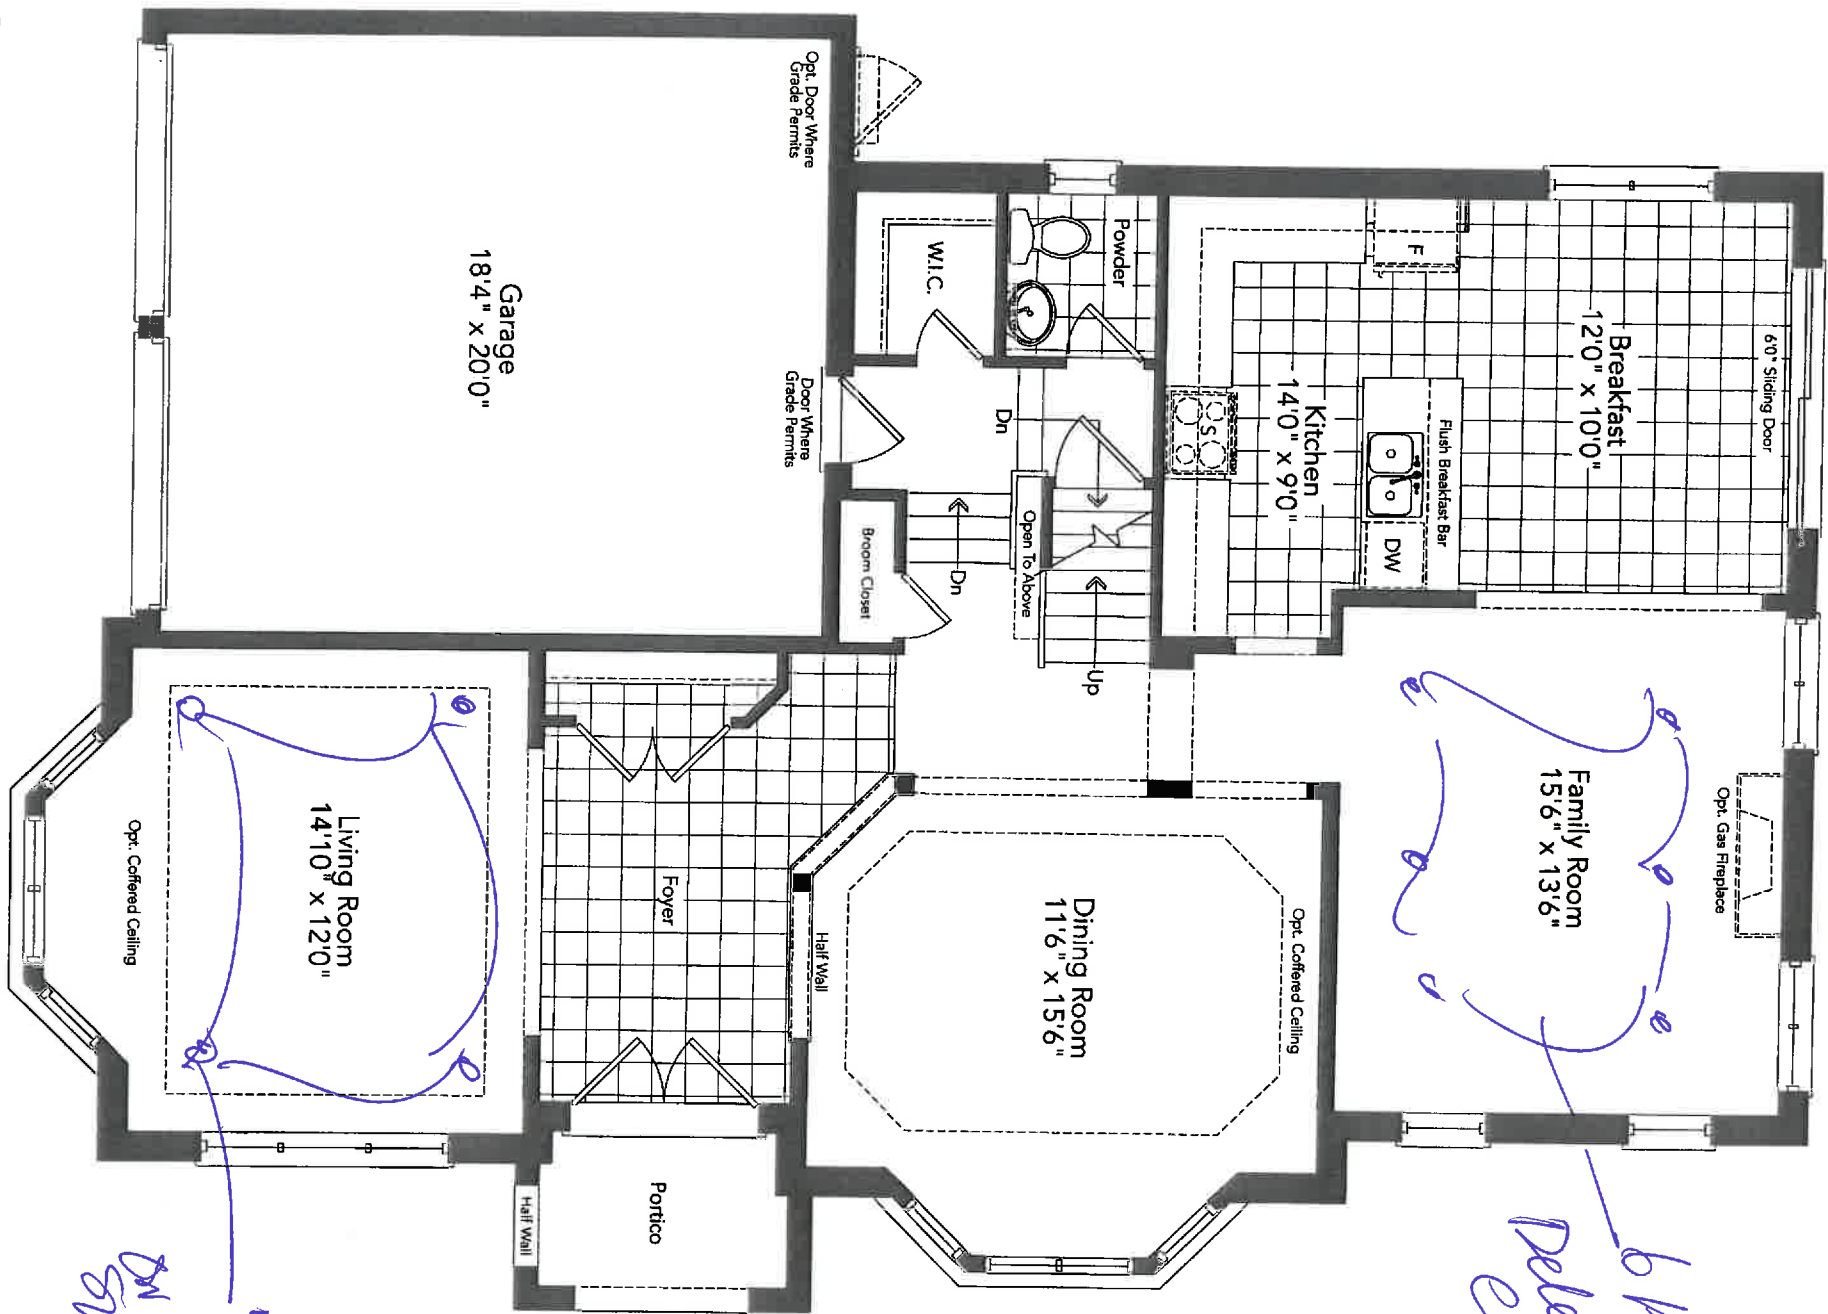 6'0" Sliding Door
Breakfast
12'0" x 10'0"
Flush Breakfast Bar
F
DW
Kitchen
14'0" x 9'0"
S
Opt. Gas Fireplace
Family Room
15'6" x 13'6"
Powder
W.I.C.
Dn
Open To Above
Up
Dn
Broom Closet
Opt. Coffered Ceiling
Dining Room
11'6" x 15'6"
Half Wall
Opt. Door Where
Grade Permits
Door Where
Grade Permits
Garage
18'4" x 20'0"
Foyer
Portico
Half Wall
Living Room
14'10" x 12'0"
Opt. Coffered Ceiling
6